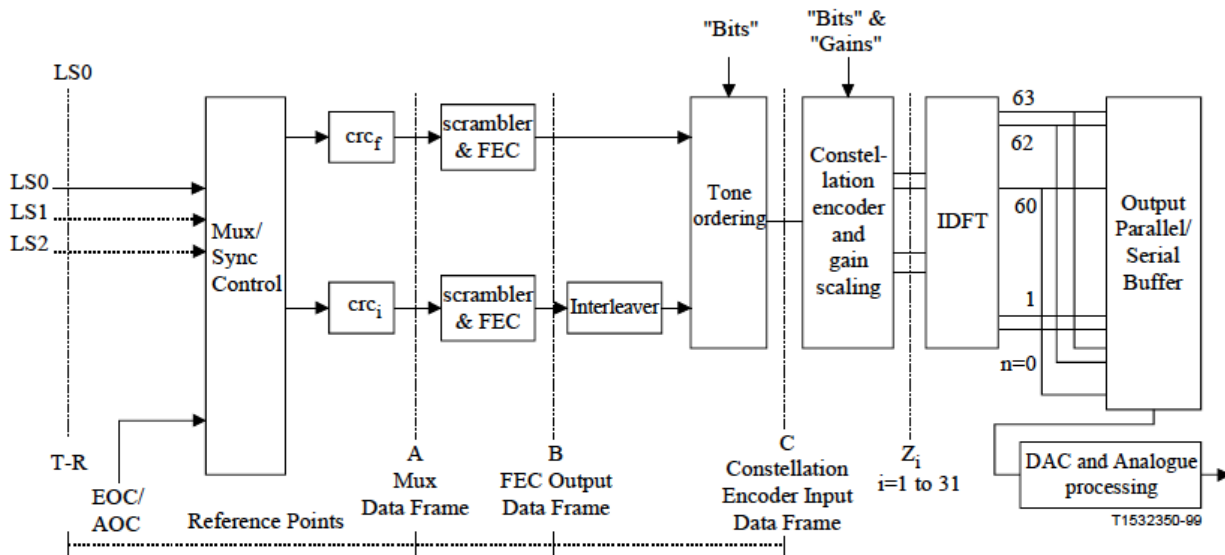 "Bits"
"Bits" &
"Gains"
LS0
63
62
60
1
n=0
crc_f
scrambler
& FEC
LS0
LS1
LS2
Mux/
Sync
Control
Tone
ordering
Constel-
lation
encoder
and
gain
scaling
IDFT
Output
Parallel/
Serial
Buffer
crc_i
scrambler
& FEC
Interleaver
T-R
EOC/
AOC
Reference Points
A
Mux
Data Frame
B
FEC Output
Data Frame
C
Constellation
Encoder Input
Data Frame
Z_i
i=1 to 31
DAC and Analogue
processing
T1532350-99